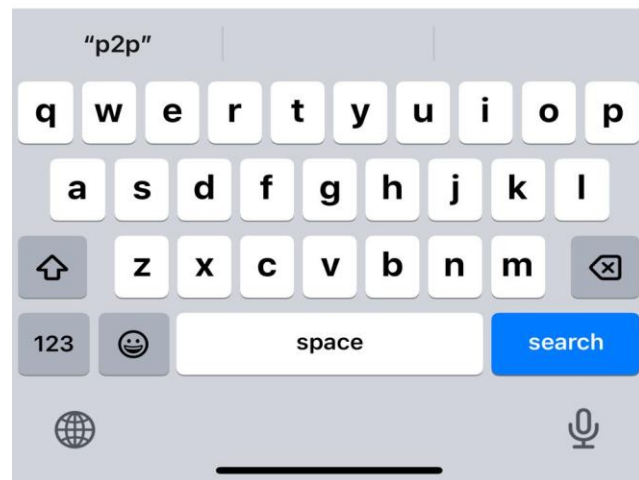 “p2p”
q w e r t y u i o p
a s d f g h j k l
z x c v b n m
123 space search